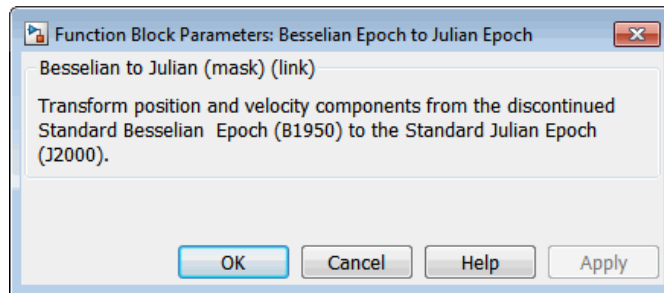 Function Block Parameters: Besselian Epoch to Julian Epoch
Besselian to Julian (mask) (link)
Transform position and velocity components from the discontinued
Standard Besselian  Epoch (B1950) to the Standard Julian Epoch
(J2000).
OK Cancel Help Apply